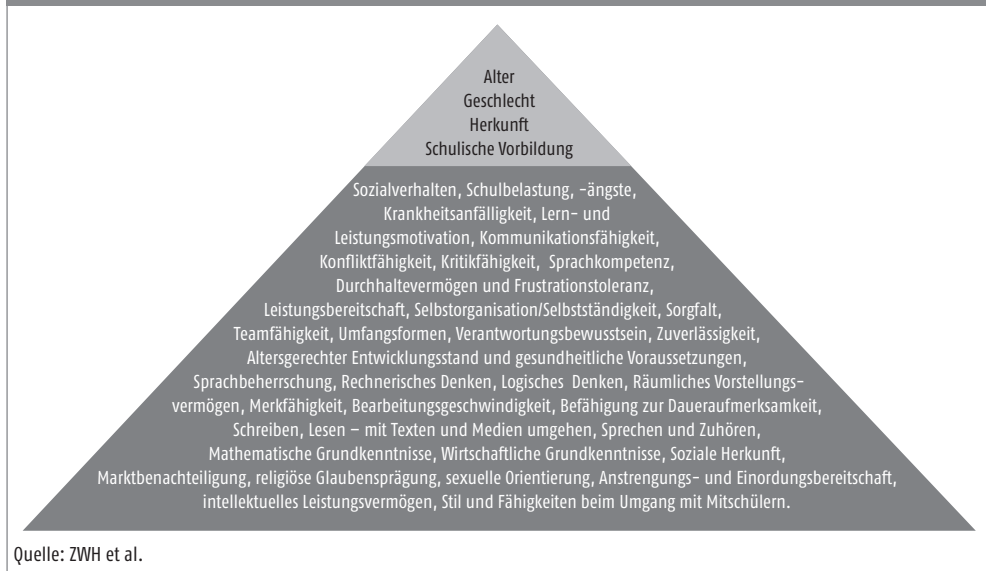 Alter
Geschlecht
Herkunft
Schulische Vorbildung
Sozialverhalten, Schulbelastung, -ängste,
Krankheitsanfälligkeit, Lern- und
Leistungsmotivation, Kommunikationsfähigkeit,
Konfliktfähigkeit, Kritikfähigkeit, Sprachkompetenz,
Durchhaltevermögen und Frustrationstoleranz,
Leistungsbereitschaft, Selbstorganisation/Selbstständigkeit, Sorgfalt,
Teamfähigkeit, Umfangsformen, Verantwortungsbewusstsein, Zuverlässigkeit,
Altersgerechter Entwicklungsstand und gesundheitliche Voraussetzungen,
Sprachbeherrschung, Rechnerisches Denken, Logisches Denken, Räumliches Vorstellungs-
vermögen, Merkfähigkeit, Bearbeitungsgeschwindigkeit, Befähigung zur Daueraufmerksamkeit,
Schreiben, Lesen – mit Texten und Medien umgehen, Sprechen und Zuhören,
Mathematische Grundkenntnisse, Wirtschaftliche Grundkenntnisse, Soziale Herkunft,
Marktbenachteiligung, religiöse Glaubensprägung, sexuelle Orientierung, Anstrengungs- und Einordungsbereitschaft,
intellektuelles Leistungsvermögen, Stil und Fähigkeiten beim Umgang mit Mitschülern.
Quelle: ZWH et al.